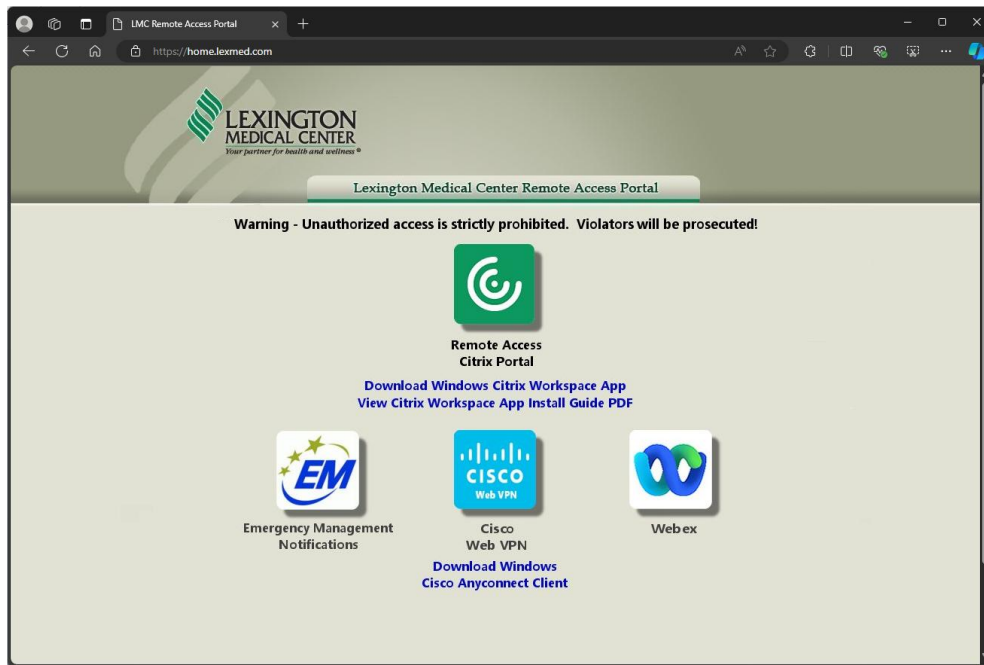 LMC Remote Access Portal
https://home.lexmed.com
LEXINGTON
MEDICAL CENTER
Your partner for health and wellness®
Lexington Medical Center Remote Access Portal
Warning - Unauthorized access is strictly prohibited. Violators will be prosecuted!
Remote Access
Citrix Portal
Download Windows Citrix Workspace App
View Citrix Workspace App Install Guide PDF
EM
CISCO
Web VPN
Emergency Management
Notifications
Cisco
Web VPN
Webex
Download Windows
Cisco Anyconnect Client